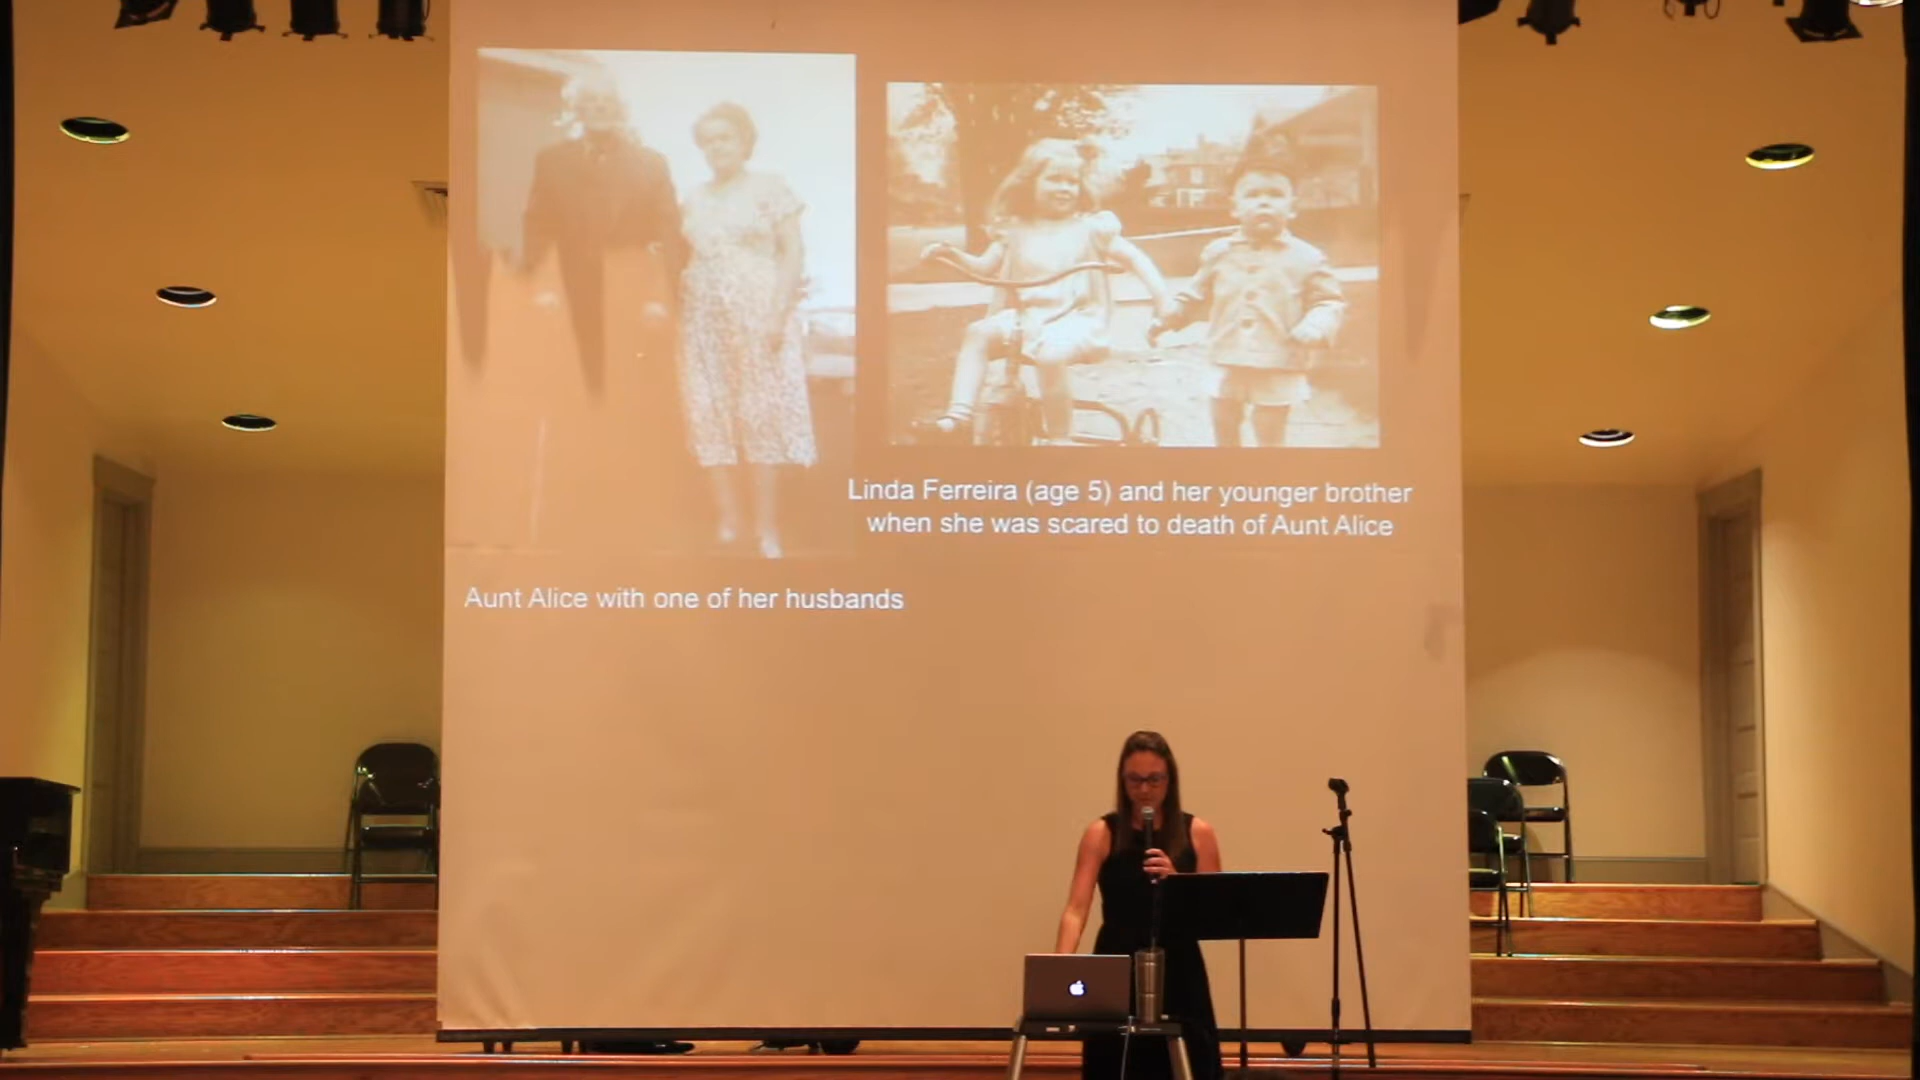 Linda Ferreira (age 5) and her younger brother
when she was scared to death of Aunt Alice
Aunt Alice with one of her husbands